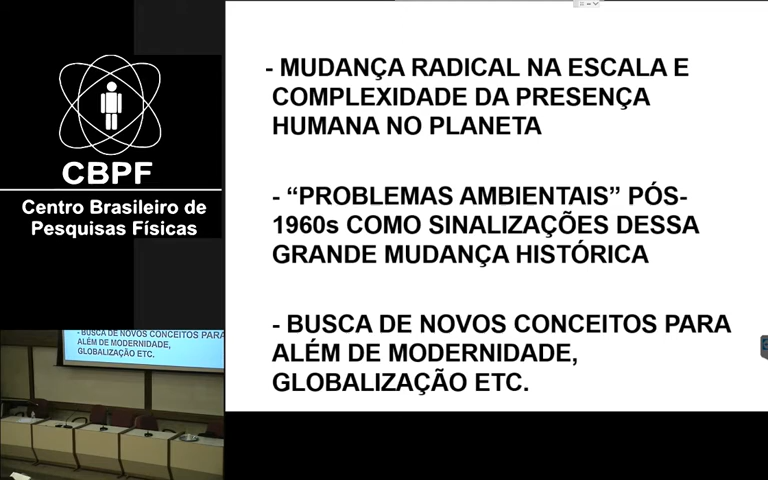 CBPF
Centro Brasileiro de
Pesquisas Físicas
- MUDANÇA RADICAL NA ESCALA E
COMPLEXIDADE DA PRESENÇA
HUMANA NO PLANETA
- “PROBLEMAS AMBIENTAIS” PÓS-
1960s COMO SINALIZAÇÕES DESSA
GRANDE MUDANÇA HISTÓRICA
- BUSCA DE NOVOS CONCEITOS PARA
ALÉM DE MODERNIDADE,
GLOBALIZAÇÃO ETC.
- BUSCA DE NOVOS CONCEITOS PARA
ALÉM DE MODERNIDADE,
GLOBALIZAÇÃO ETC.